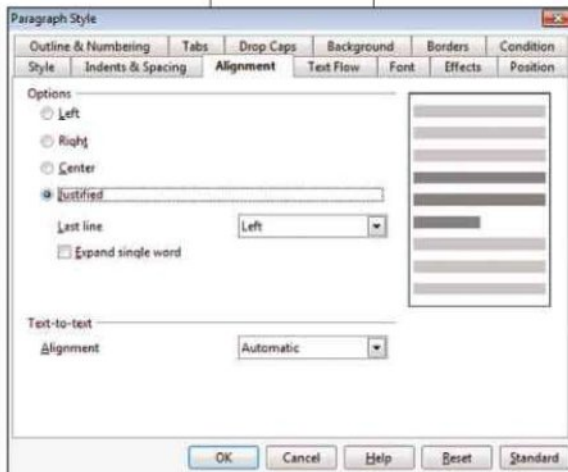 Paragraph Style
Outline & Numbering Tabs Drop Caps Background Borders Condition
Style Indents & Spacing Alignment Text Flow Font Effects Position
Options
Left
Right
Center
Justified
Last line Left
Expand single word
Text-to-text
Alignment Automatic
OK Cancel Help Reset Standard